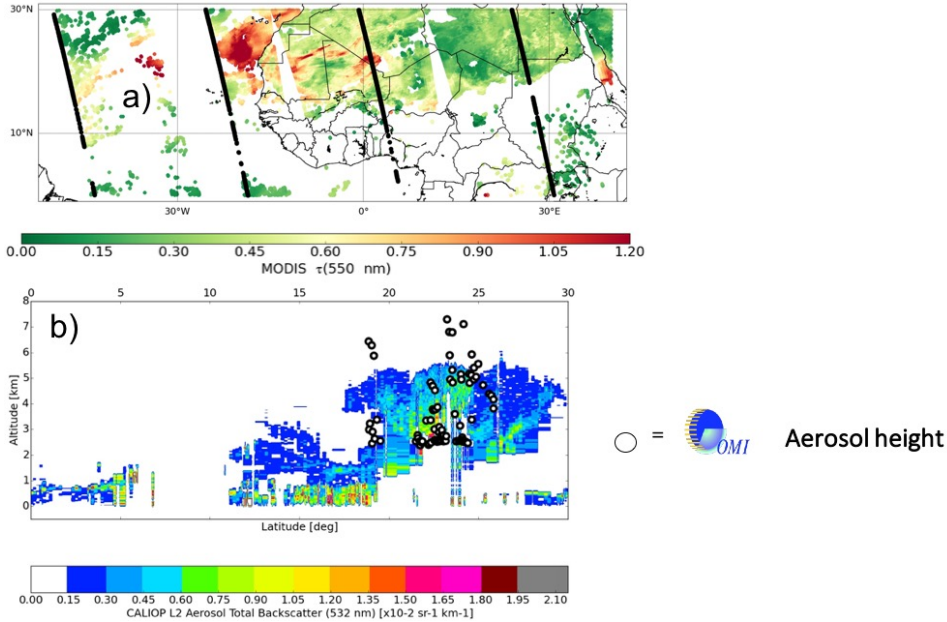 30°N
a)
10°N
30°W 0° 30°E
0.00 0.15 0.30 0.45 0.60 0.75 0.90 1.05 1.20
MODIS τ(550 nm)
0 5 10 15 20 25 30
8
b)
7
6
5
4
3
2
1
0
Altitude [km]
Latitude [deg]
= OMI Aerosol height
0.00 0.15 0.30 0.45 0.60 0.75 0.90 1.05 1.20 1.35 1.50 1.65 1.80 1.95 2.10
CALIOP L2 Aerosol Total Backscatter (532 nm) [x10-2 sr-1 km-1]